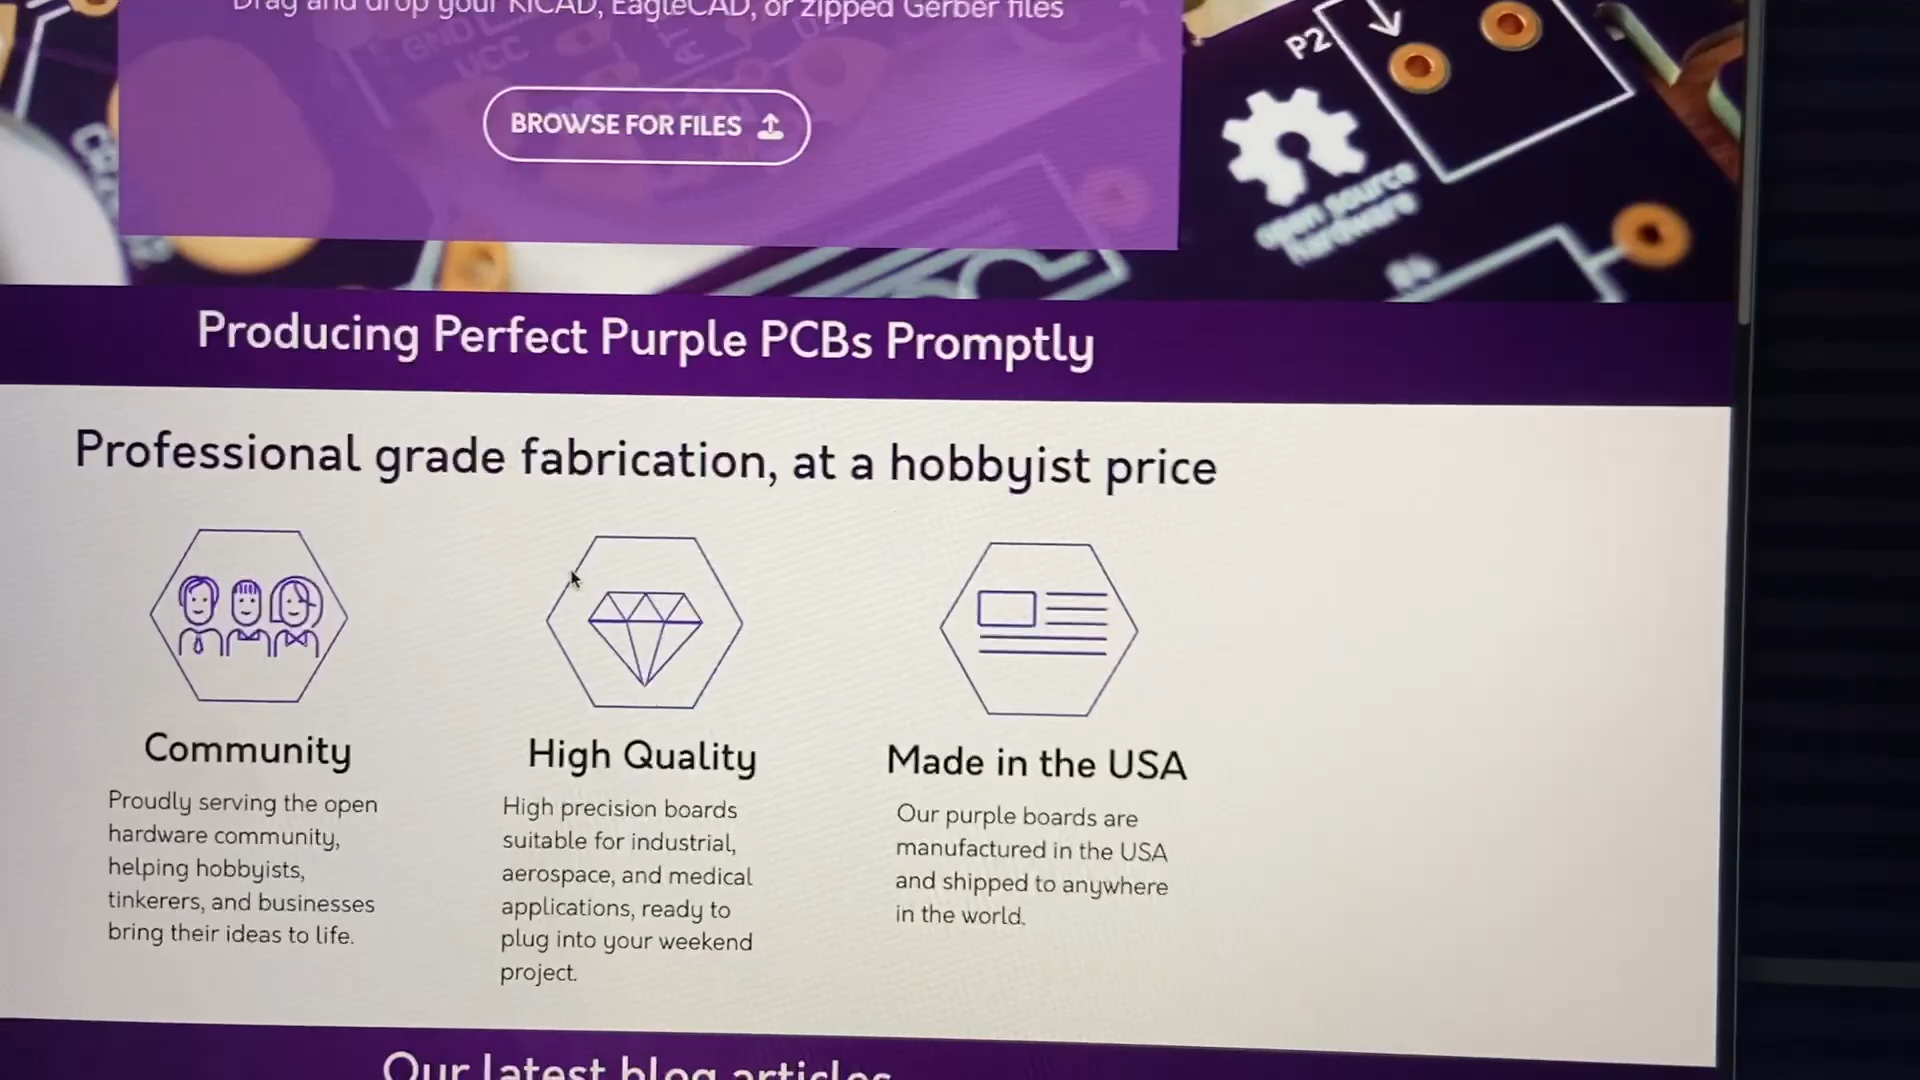 Drag and drop your KiCAD, EagleCAD, or zipped Gerber files
GND
VCC
P2
BROWSE FOR FILES
open source
hardware
Producing Perfect Purple PCBs Promptly
Professional grade fabrication, at a hobbyist price
Community
Proudly serving the open
hardware community,
helping hobbyists,
tinkerers, and businesses
bring their ideas to life.
High Quality
High precision boards
suitable for industrial,
aerospace, and medical
applications, ready to
plug into your weekend
project.
Made in the USA
Our purple boards are
manufactured in the USA
and shipped to anywhere
in the world.
Our latest blog articles